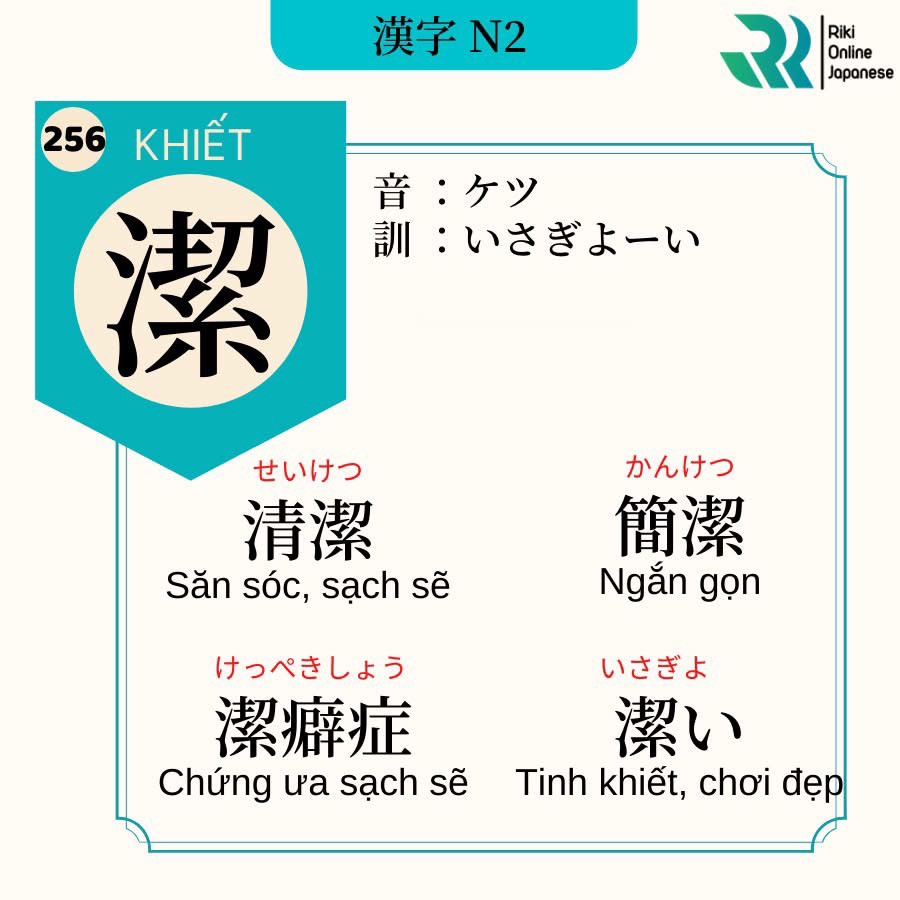 漢字 N2
Riki
Online
Japanese
256
KHIẾT
潔
音 ：ケツ
訓 ：いさぎよーい
せいけつ
清潔
Săn sóc, sạch sẽ
かんけつ
簡潔
Ngắn gọn
けっぺきしょう
潔癖症
Chứng ưa sạch sẽ
いさぎよ
潔い
Tinh khiết, chơi đẹp